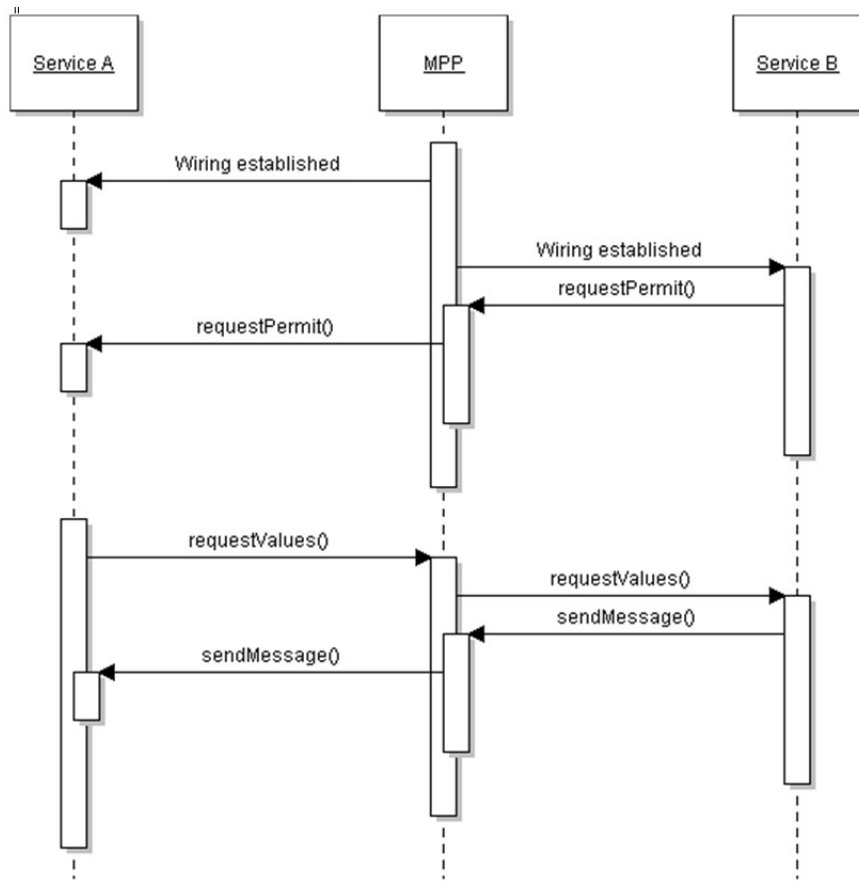 Service A
MPP
Service B
Wiring established
Wiring established
requestPermit()
requestPermit()
requestValues()
requestValues()
sendMessage()
sendMessage()